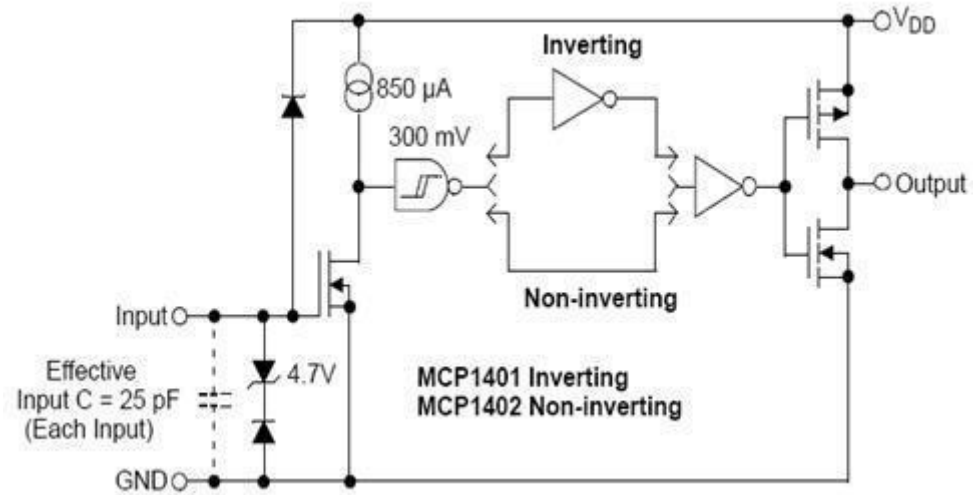 V_DD
Inverting
850 µA
300 mV
Output
Non-inverting
Input
Effective
Input C = 25 pF
(Each Input)
4.7V
MCP1401 Inverting
MCP1402 Non-inverting
GND